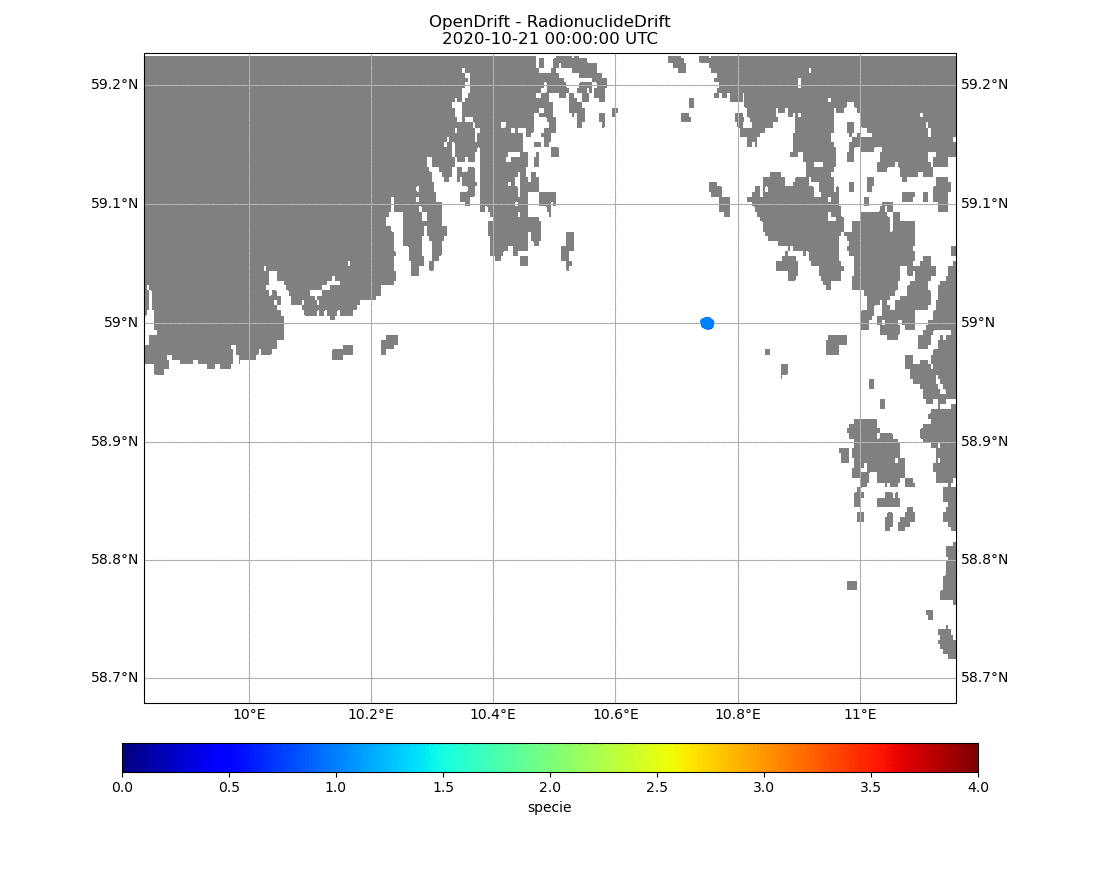 OpenDrift - RadionuclideDrift
2020-10-21 00:00:00 UTC
59.2°N 59.2°N
59.1°N 59.1°N
59°N 59°N
58.9°N 58.9°N
58.8°N 58.8°N
58.7°N 58.7°N
10°E 10.2°E 10.4°E 10.6°E 10.8°E 11°E
0.0 0.5 1.0 1.5 2.0 2.5 3.0 3.5 4.0
specie